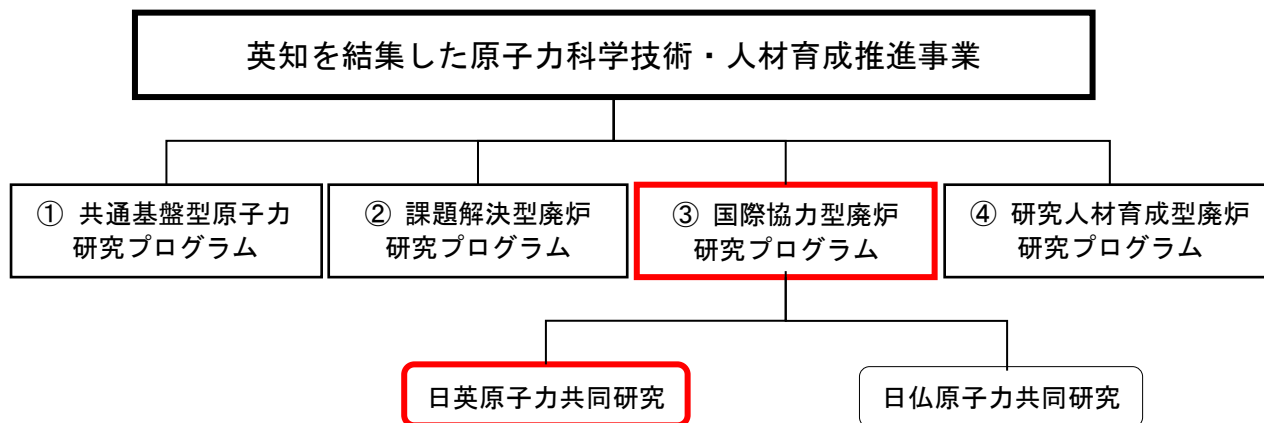 英知を結集した原子力科学技術・人材育成推進事業
① 共通基盤型原子力
研究プログラム
② 課題解決型廃炉
研究プログラム
③ 国際協力型廃炉
研究プログラム
④ 研究人材育成型廃炉
研究プログラム
日英原子力共同研究
日仏原子力共同研究